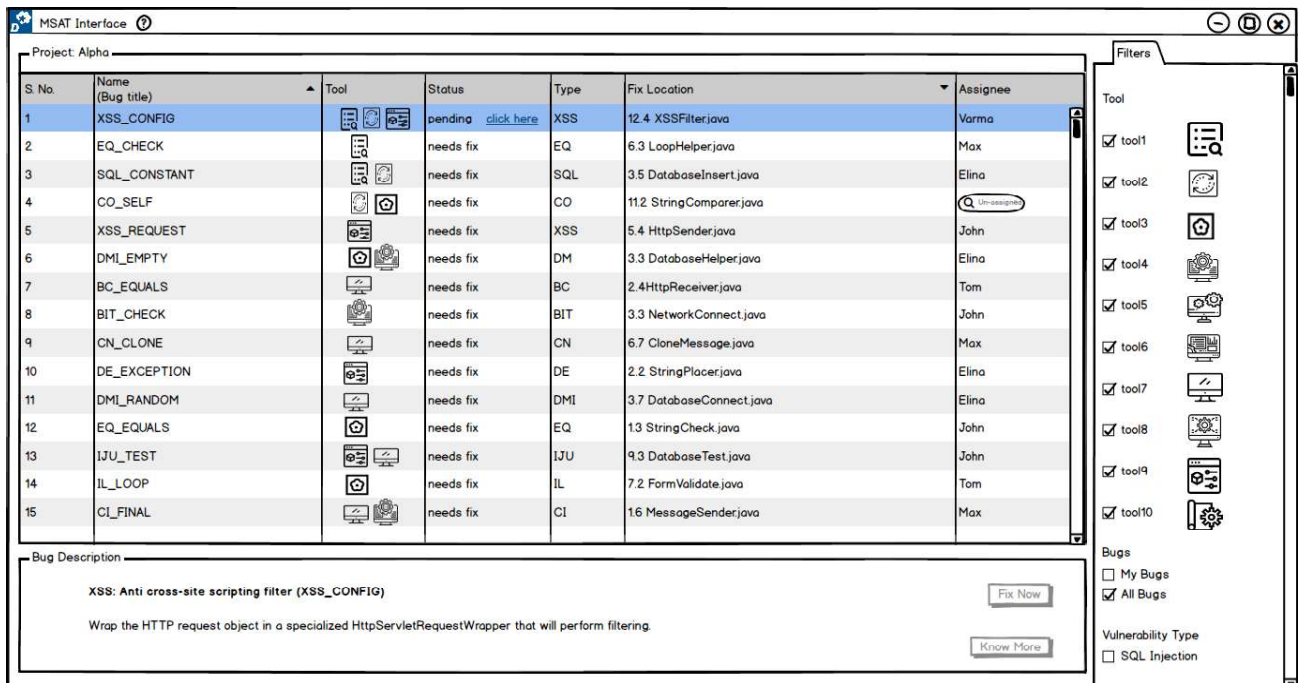 MSAT Interface ?
Project: Alpha
S. No. Name (Bug title) Tool Status Type Fix Location Assignee
1 XSS_CONFIG pending click here XSS 12.4 XSSFilter.java Varma
2 EQ_CHECK needs fix EQ 6.3 LoopHelper.java Max
3 SQL_CONSTANT needs fix SQL 3.5 DatabaseInsert.java Elina
4 CO_SELF needs fix CO 11.2 StringComparer.java Un-assigned
5 XSS_REQUEST needs fix XSS 5.4 HttpSender.java John
6 DMI_EMPTY needs fix DM 3.3 DatabaseHelper.java Elina
7 BC_EQUALS needs fix BC 2.4HttpReceiver.java Tom
8 BIT_CHECK needs fix BIT 3.3 NetworkConnect.java John
9 CN_CLONE needs fix CN 6.7 CloneMessage.java Max
10 DE_EXCEPTION needs fix DE 2.2 StringPlacer.java Elina
11 DMI_RANDOM needs fix DMI 3.7 DatabaseConnect.java Elina
12 EQ_EQUALS needs fix EQ 1.3 StringCheck.java John
13 IJU_TEST needs fix IJU 9.3 DatabaseTest.java John
14 IL_LOOP needs fix IL 7.2 FormValidate.java Tom
15 CI_FINAL needs fix CI 1.6 MessageSender.java Max
Bug Description
XSS: Anti cross-site scripting filter (XSS_CONFIG)
Fix Now
Wrap the HTTP request object in a specialized HttpServletRequestWrapper that will perform filtering.
Know More
Filters
Tool
tool1
tool2
tool3
tool4
tool5
tool6
tool7
tool8
tool9
tool10
Bugs
My Bugs
All Bugs
Vulnerability Type
SQL Injection